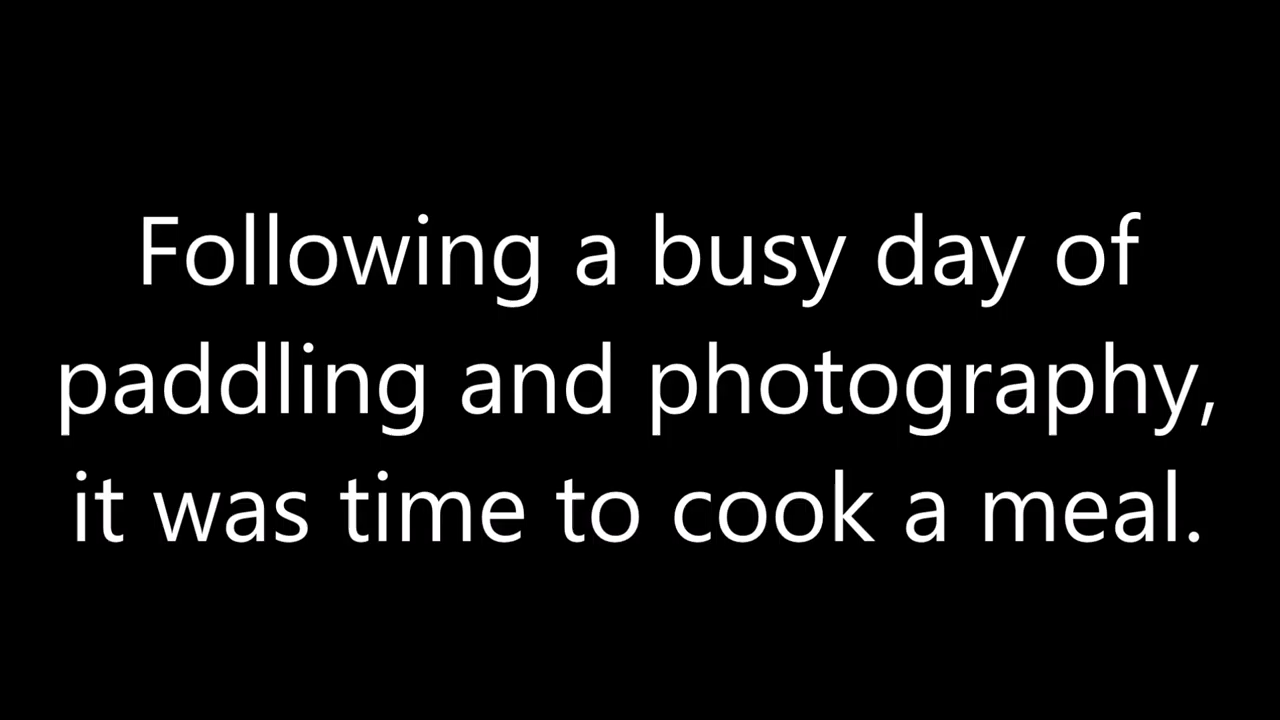 Following a busy day of
paddling and photography,
it was time to cook a meal.